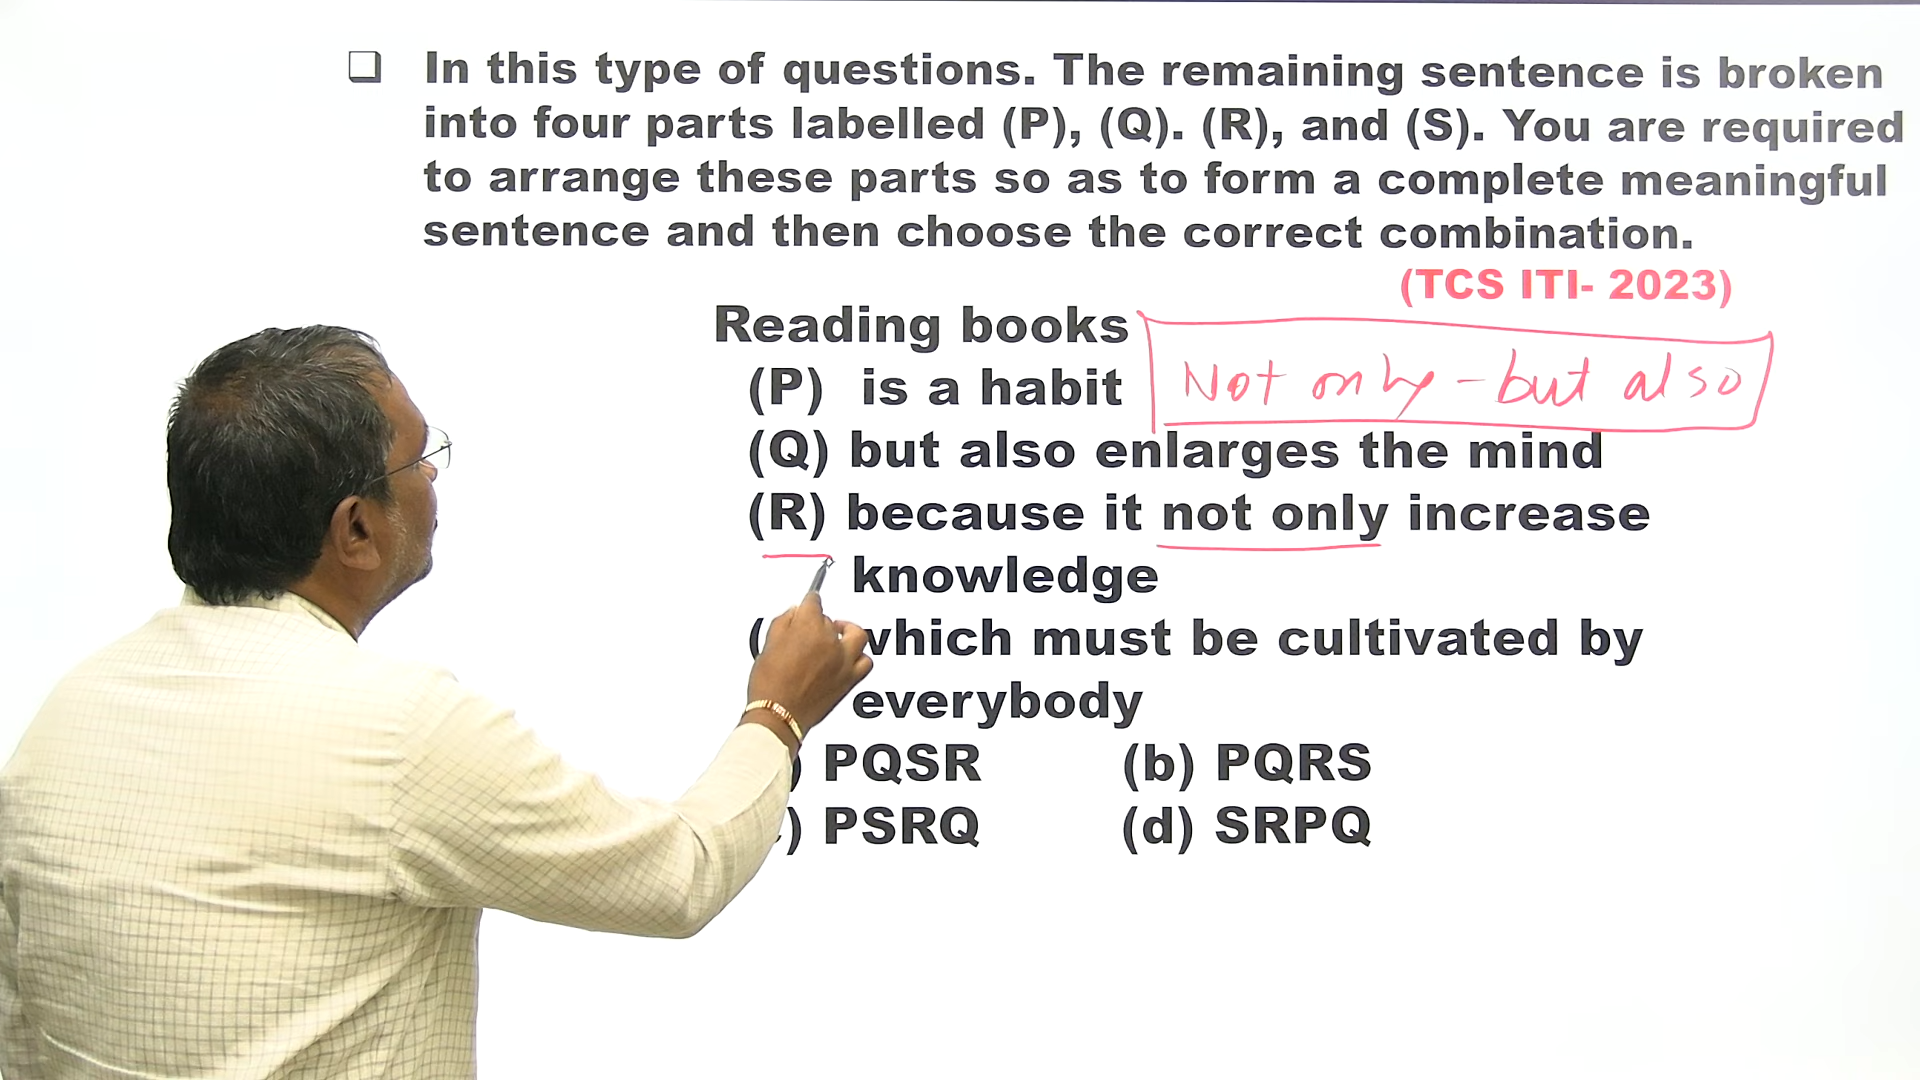 ❑ In this type of questions. The remaining sentence is broken
into four parts labelled (P), (Q). (R), and (S). You are required
to arrange these parts so as to form a complete meaningful
sentence and then choose the correct combination.
(TCS ITI- 2023)
Reading books
(P) is a habit Not only - but also
(Q) but also enlarges the mind
(R) because it not only increase
knowledge
( which must be cultivated by
everybody
) PQSR (b) PQRS
) PSRQ (d) SRPQ